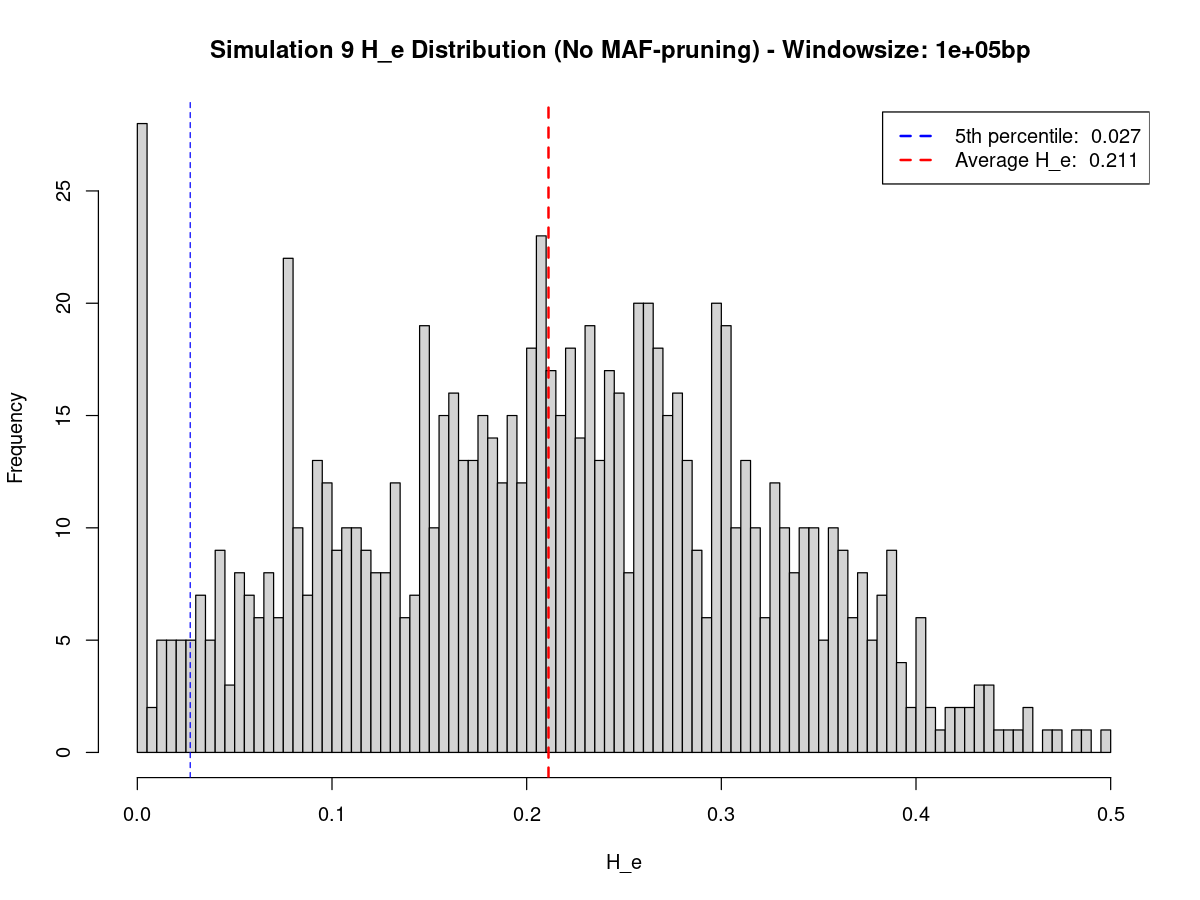 Simulation 9 H_e Distribution (No MAF-pruning) - Windowsize: 1e+05bp
5th percentile:  0.027
Average H_e:  0.211
Frequency
25
20
15
10
5
0
0.0 0.1 0.2 0.3 0.4 0.5
H_e